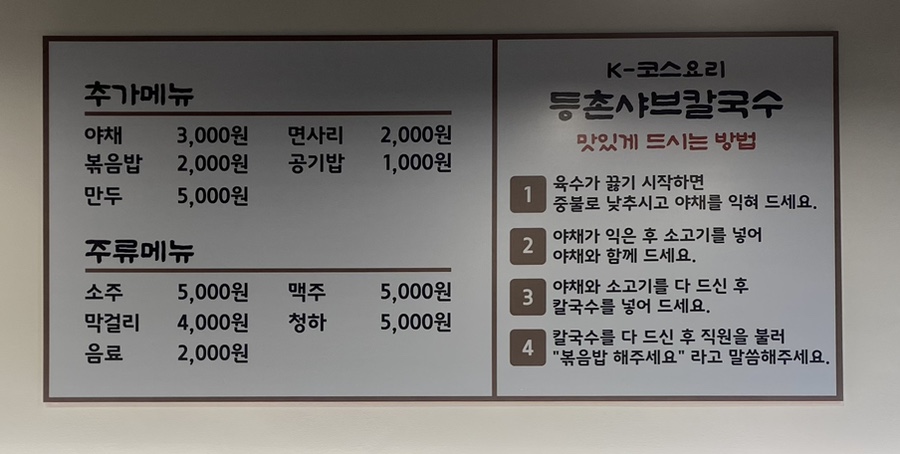 추가메뉴
야채 3,000원 면사리 2,000원
볶음밥 2,000원 공기밥 1,000원
만두 5,000원
주류메뉴
소주 5,000원 맥주 5,000원
막걸리 4,000원 청하 5,000원
음료 2,000원
K-코스요리
등촌샤브칼국수
맛있게 드시는 방법
1 육수가 끓기 시작하면
중불로 낮추시고 야채를 익혀 드세요.
2 야채가 익은 후 소고기를 넣어
야채와 함께 드세요.
3 야채와 소고기를 다 드신 후
칼국수를 넣어 드세요.
4 칼국수를 다 드신 후 직원을 불러
"볶음밥 해주세요" 라고 말씀해주세요.